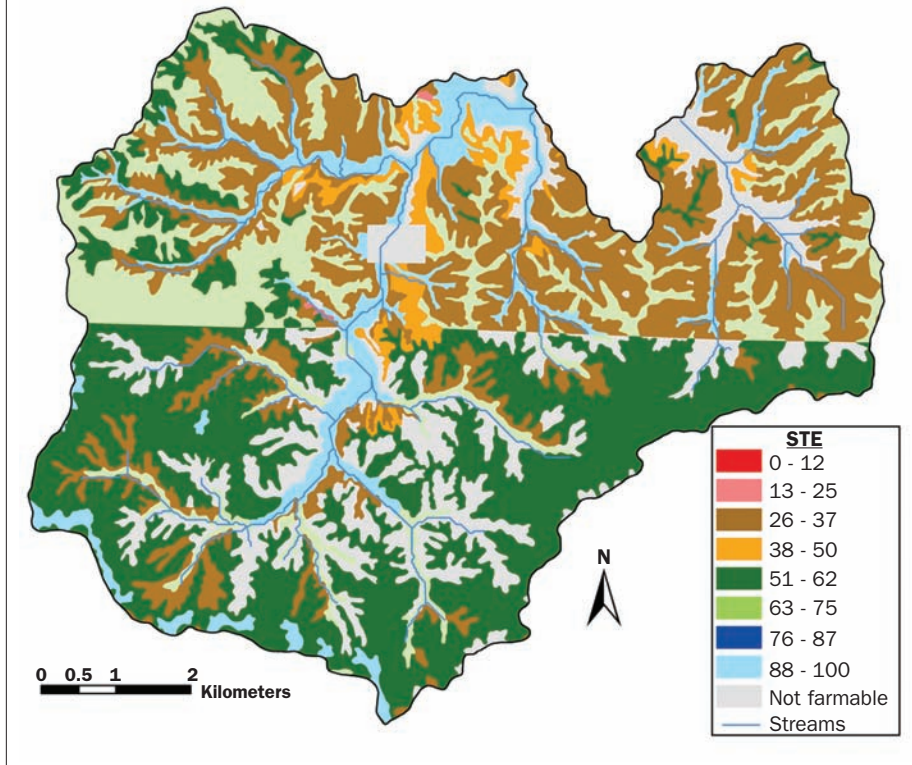 STE
0 - 12
13 - 25
26 - 37
38 - 50
51 - 62
63 - 75
76 - 87
88 - 100
Not farmable
Streams
N
0 0.5 1 2
Kilometers